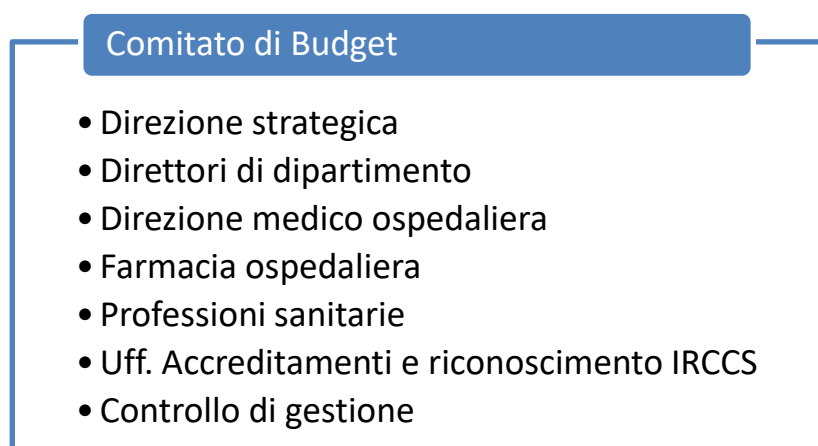 Comitato di Budget
• Direzione strategica
• Direttori di dipartimento
• Direzione medico ospedaliera
• Farmacia ospedaliera
• Professioni sanitarie
• Uff. Accreditamenti e riconoscimento IRCCS
• Controllo di gestione